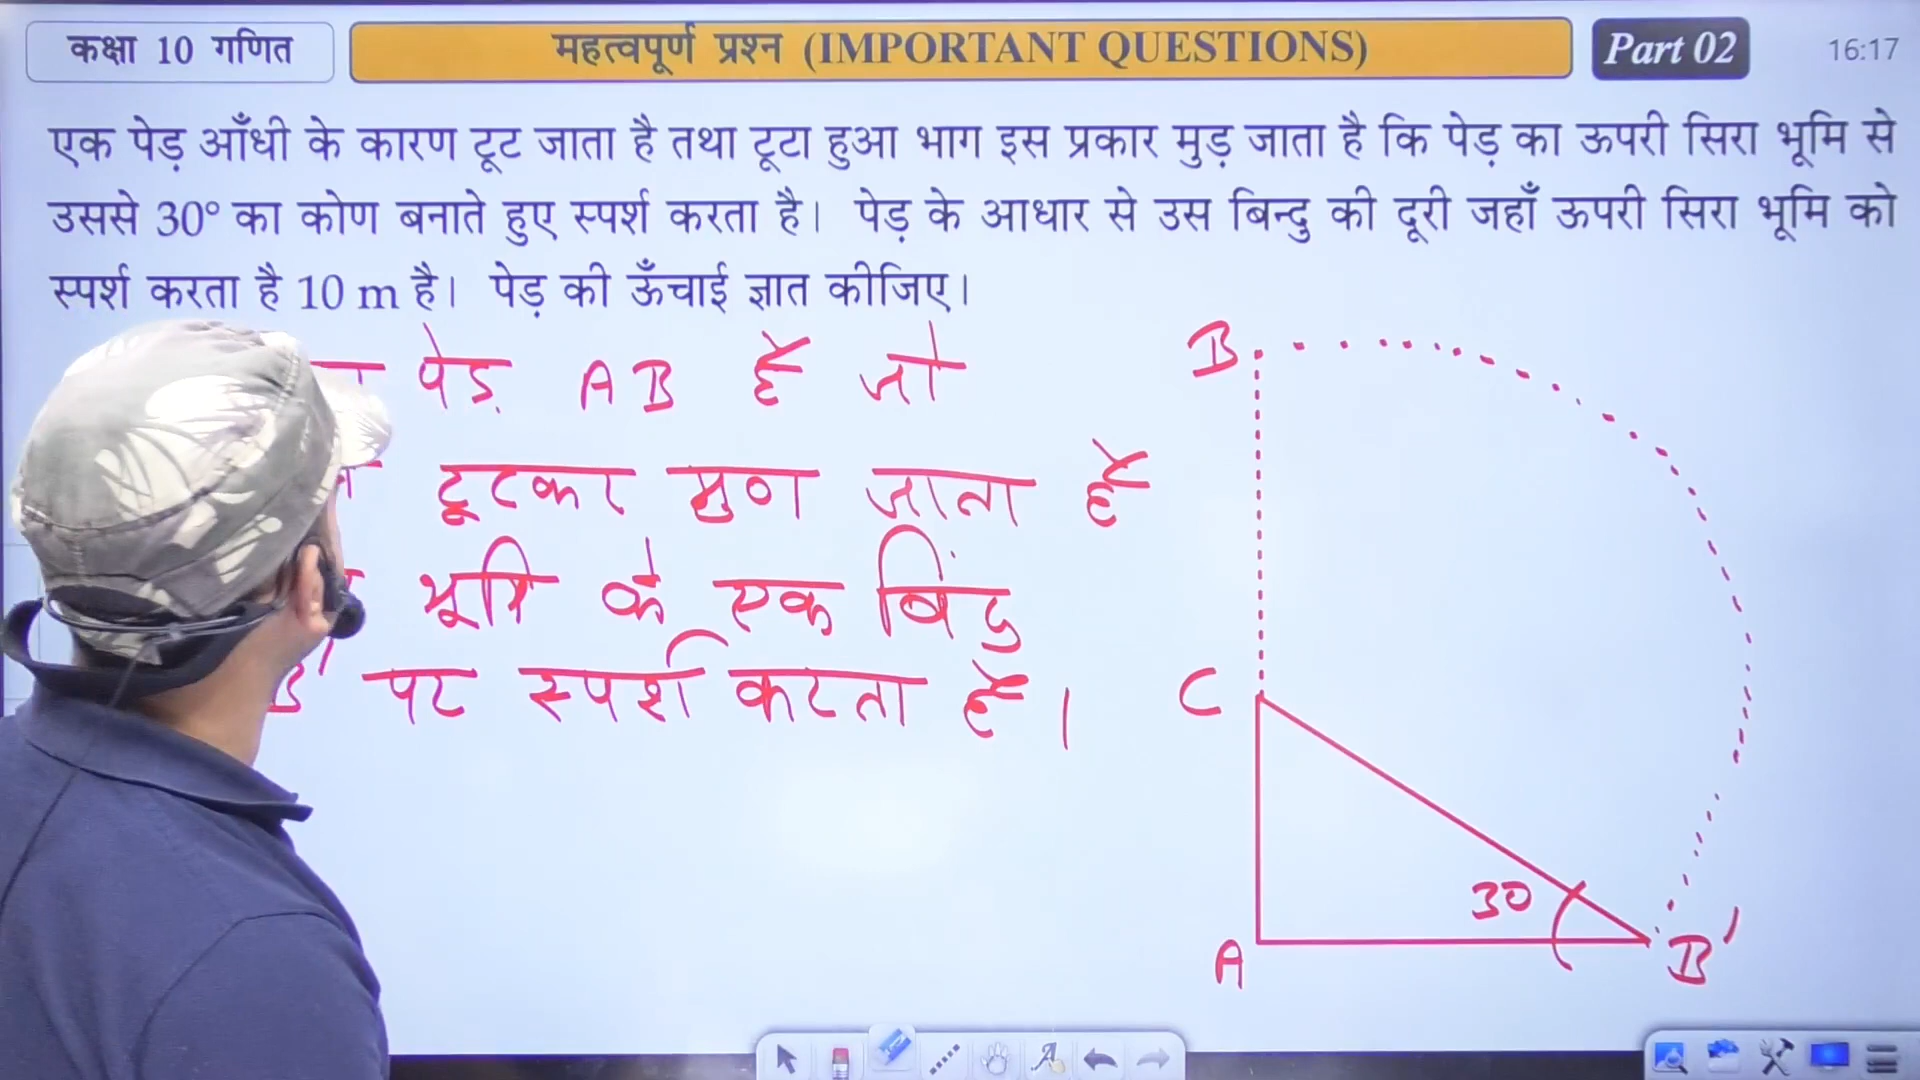 कक्षा 10 गणित
महत्वपूर्ण प्रश्न (IMPORTANT QUESTIONS)
Part 02
16:17
एक पेड़ आँधी के कारण टूट जाता है तथा टूटा हुआ भाग इस प्रकार मुड़ जाता है कि पेड़ का ऊपरी सिरा भूमि से
उससे 30° का कोण बनाते हुए स्पर्श करता है। पेड़ के आधार से उस बिन्दु की दूरी जहाँ ऊपरी सिरा भूमि को
स्पर्श करता है 10 m है। पेड़ की ऊँचाई ज्ञात कीजिए।
पेड़ AB है जो
टूटकर मुण जाता है
भूमि के एक बिंदु
B' पर स्पर्श करता है।
B
C
30
A
B'